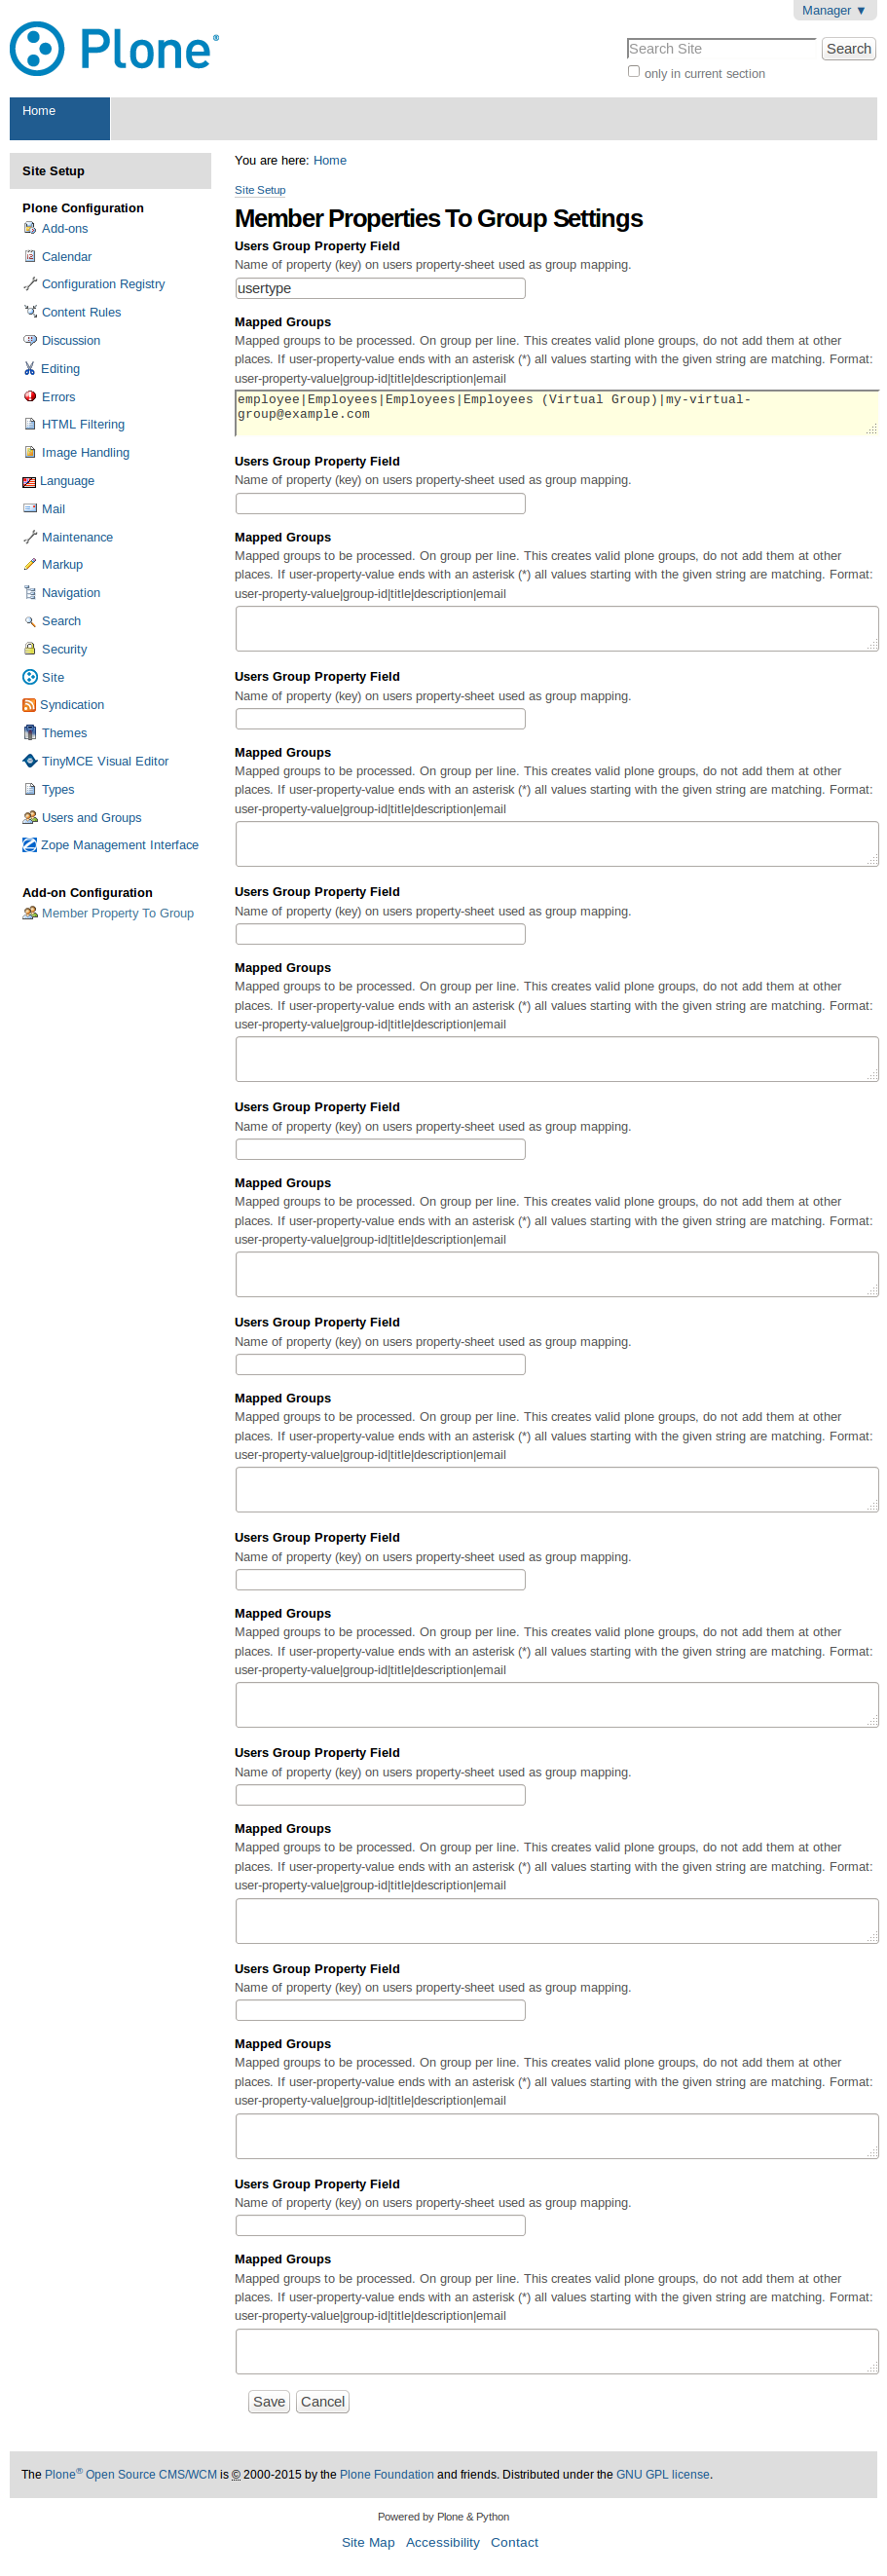 Manager ▼
Plone®
Search Site
Search
only in current section
Home
Site Setup
Plone Configuration
Add-ons
Calendar
Configuration Registry
Content Rules
Discussion
Editing
Errors
HTML Filtering
Image Handling
Language
Mail
Maintenance
Markup
Navigation
Search
Security
Site
Syndication
Themes
TinyMCE Visual Editor
Types
Users and Groups
Zope Management Interface
Add-on Configuration
Member Property To Group
You are here: Home
Site Setup
Member Properties To Group Settings
Users Group Property Field
Name of property (key) on users property-sheet used as group mapping.
usertype
Mapped Groups
Mapped groups to be processed. On group per line. This creates valid plone groups, do not add them at other
places. If user-property-value ends with an asterisk (*) all values starting with the given string are matching. Format:
user-property-value|group-id|title|description|email
employee|Employees|Employees|Employees (Virtual Group)|my-virtual-
group@example.com
Users Group Property Field
Name of property (key) on users property-sheet used as group mapping.
Mapped Groups
Mapped groups to be processed. On group per line. This creates valid plone groups, do not add them at other
places. If user-property-value ends with an asterisk (*) all values starting with the given string are matching. Format:
user-property-value|group-id|title|description|email
Users Group Property Field
Name of property (key) on users property-sheet used as group mapping.
Mapped Groups
Mapped groups to be processed. On group per line. This creates valid plone groups, do not add them at other
places. If user-property-value ends with an asterisk (*) all values starting with the given string are matching. Format:
user-property-value|group-id|title|description|email
Users Group Property Field
Name of property (key) on users property-sheet used as group mapping.
Mapped Groups
Mapped groups to be processed. On group per line. This creates valid plone groups, do not add them at other
places. If user-property-value ends with an asterisk (*) all values starting with the given string are matching. Format:
user-property-value|group-id|title|description|email
Users Group Property Field
Name of property (key) on users property-sheet used as group mapping.
Mapped Groups
Mapped groups to be processed. On group per line. This creates valid plone groups, do not add them at other
places. If user-property-value ends with an asterisk (*) all values starting with the given string are matching. Format:
user-property-value|group-id|title|description|email
Users Group Property Field
Name of property (key) on users property-sheet used as group mapping.
Mapped Groups
Mapped groups to be processed. On group per line. This creates valid plone groups, do not add them at other
places. If user-property-value ends with an asterisk (*) all values starting with the given string are matching. Format:
user-property-value|group-id|title|description|email
Users Group Property Field
Name of property (key) on users property-sheet used as group mapping.
Mapped Groups
Mapped groups to be processed. On group per line. This creates valid plone groups, do not add them at other
places. If user-property-value ends with an asterisk (*) all values starting with the given string are matching. Format:
user-property-value|group-id|title|description|email
Users Group Property Field
Name of property (key) on users property-sheet used as group mapping.
Mapped Groups
Mapped groups to be processed. On group per line. This creates valid plone groups, do not add them at other
places. If user-property-value ends with an asterisk (*) all values starting with the given string are matching. Format:
user-property-value|group-id|title|description|email
Users Group Property Field
Name of property (key) on users property-sheet used as group mapping.
Mapped Groups
Mapped groups to be processed. On group per line. This creates valid plone groups, do not add them at other
places. If user-property-value ends with an asterisk (*) all values starting with the given string are matching. Format:
user-property-value|group-id|title|description|email
Users Group Property Field
Name of property (key) on users property-sheet used as group mapping.
Mapped Groups
Mapped groups to be processed. On group per line. This creates valid plone groups, do not add them at other
places. If user-property-value ends with an asterisk (*) all values starting with the given string are matching. Format:
user-property-value|group-id|title|description|email
Save Cancel
The Plone® Open Source CMS/WCM is © 2000-2015 by the Plone Foundation and friends. Distributed under the GNU GPL license.
Powered by Plone & Python
Site Map Accessibility Contact